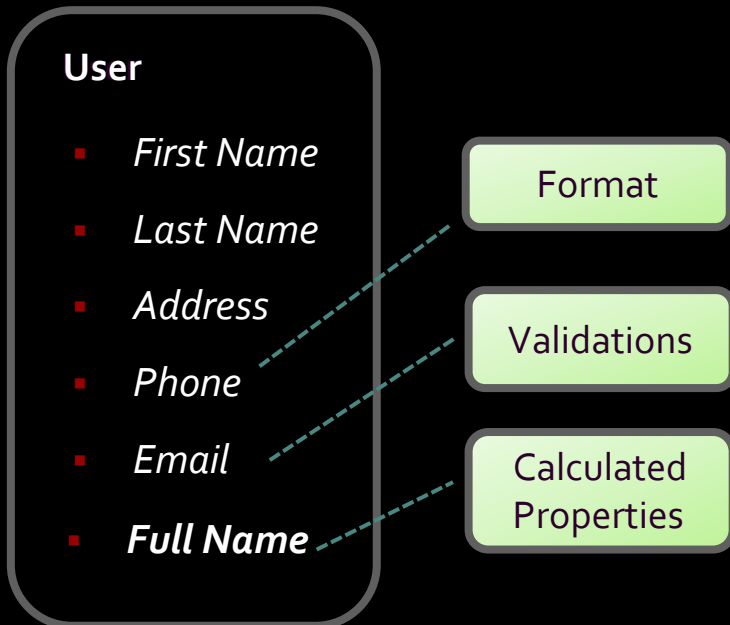 User
First Name
Last Name
Address
Phone
Email
Full Name
Format
Validations
Calculated
Properties